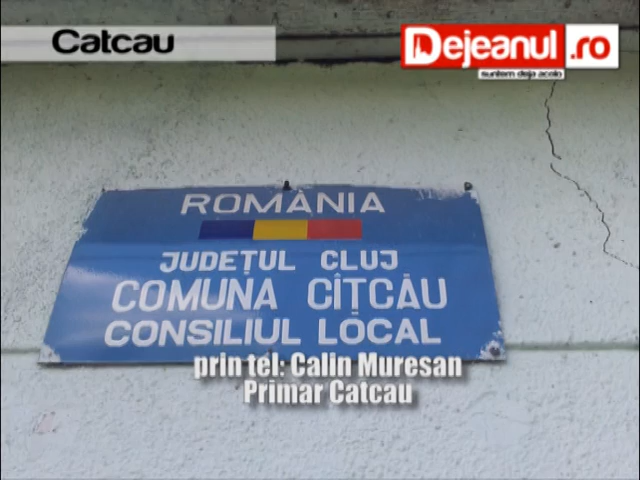 Catcau
Dejeanul.ro
suntem deja acolo
ROMÂNIA
JUDEȚUL CLUJ
COMUNA CÎȚCĂU
CONSILIUL LOCAL
prin tel: Calin Muresan
Primar Catcau